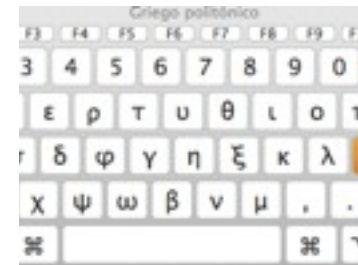 Griego politónico
F3 F4 F5 F6 F7 F8 F9
3 4 5 6 7 8 9 0
ε ρ τ υ θ ι ο
δ φ γ η ξ κ λ
χ ψ ω β ν μ , .
⌘ ⌘